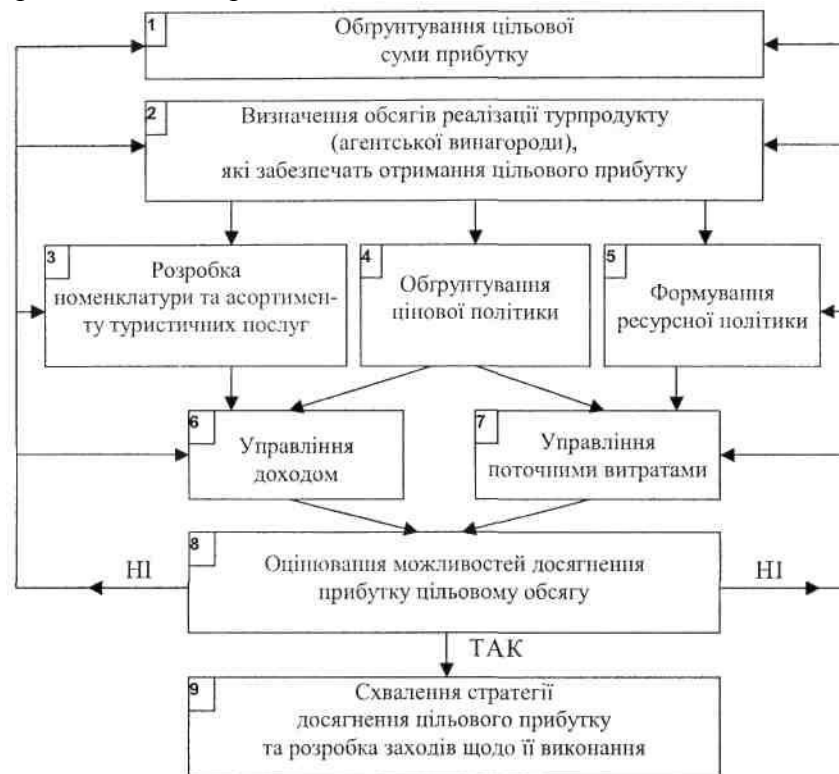 1
Обґрунтування цільової
суми прибутку
2
Визначення обсягів реалізації турпродукту
(агентської винагороди),
які забезпечать отримання цільового прибутку
3
Розробка
номенклатури та асортимен-
ту туристичних послуг
4
Обґрунтування
цінової політики
5
Формування
ресурсної політики
6
Управління
доходом
7
Управління
поточними витратами
8
Оцінювання можливостей досягнення
прибутку цільовому обсягу
НІ
НІ
ТАК
9
Схвалення стратегії
досягнення цільового прибутку
та розробка заходів щодо її виконання